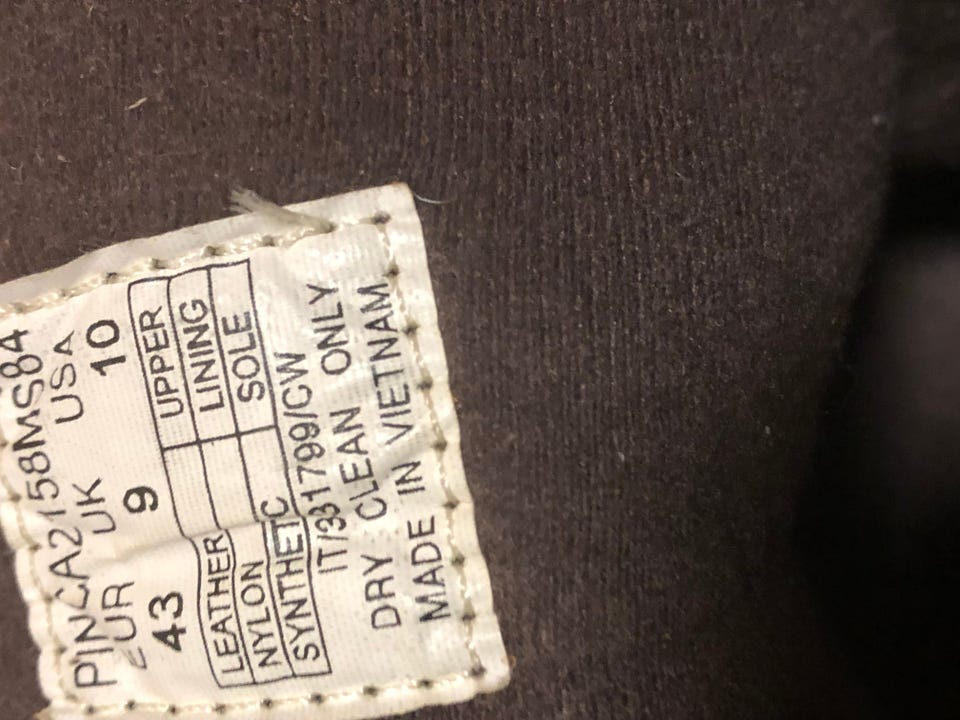 PINCA2158MS84
EUR UK USA
43 9 10
LEATHER UPPER
NYLON LINING
SYNTHETIC SOLE
IT/331799/CW
DRY CLEAN ONLY
MADE IN VIETNAM